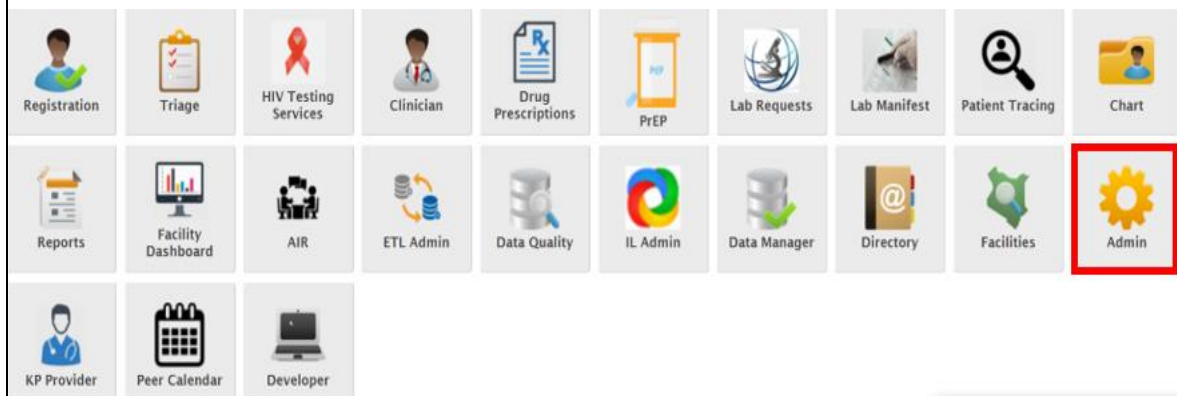 Registration
Triage
HIV Testing
Services
Clinician
Rx
Drug
Prescriptions
PrEP
Lab Requests
Lab Manifest
Patient Tracing
Chart
Reports
Facility
Dashboard
AIR
ETL Admin
Data Quality
IL Admin
Data Manager
@
Directory
Facilities
Admin
KP Provider
Peer Calendar
Developer